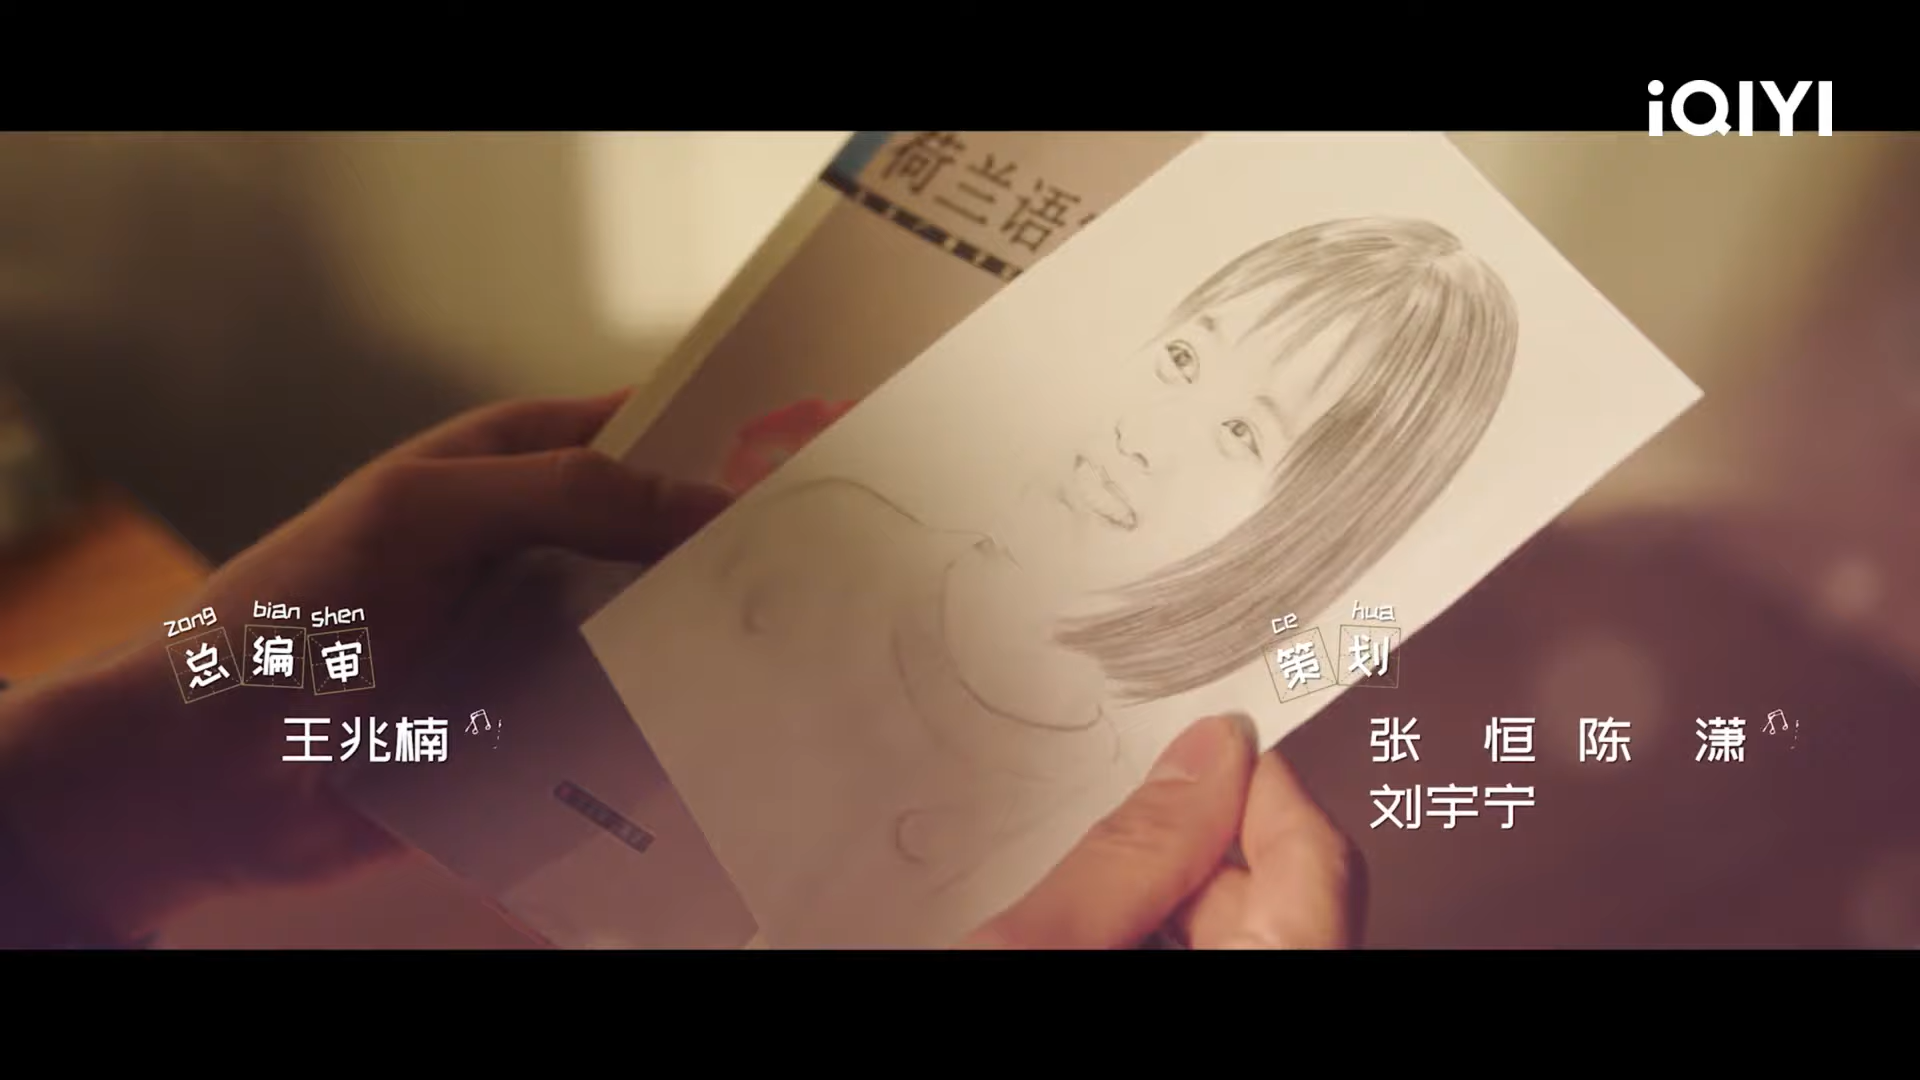 iQIYI
荷兰语
zong bian shen
总编审
王兆楠
ce hua
策划
张 恒 陈 潇
刘宇宁